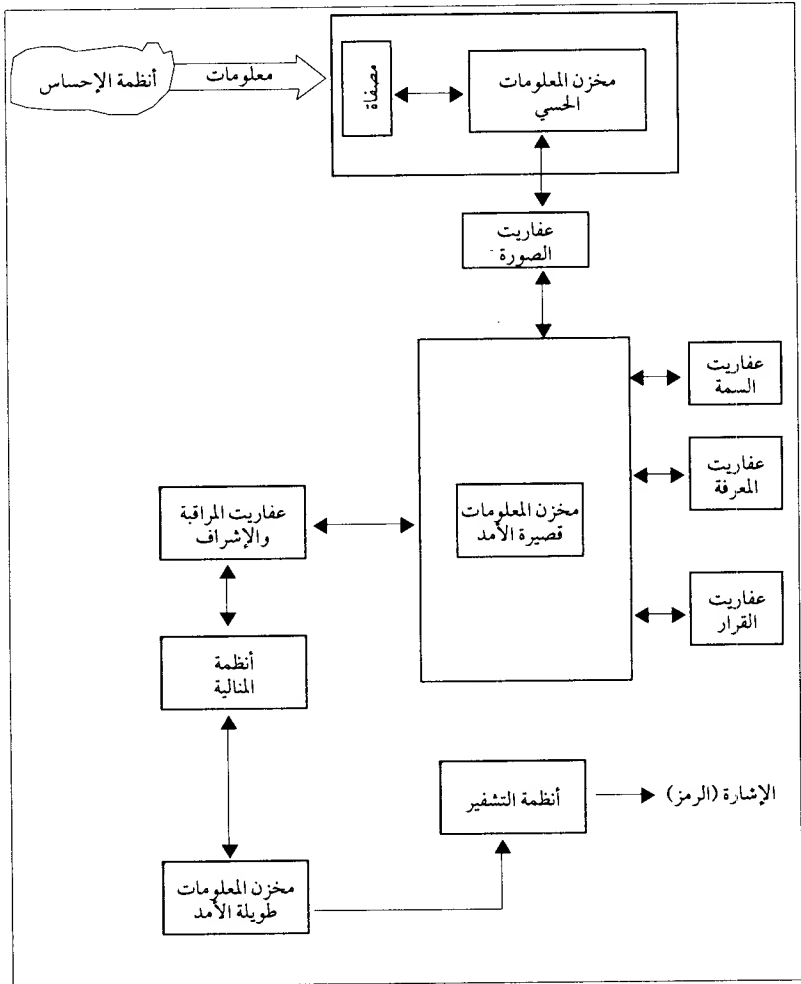 أنظمة الإحساس
معلومات
مصفاة
مخزن المعلومات
الحسي
عفاريت
الصورة
عفاريت
السمة
عفاريت
المعرفة
عفاريت
القرار
مخزن المعلومات
قصيرة الأمد
عفاريت المراقبة
والإشراف
أنظمة
المنالية
أنظمة التشفير
الإشارة (الرمز)
مخزن المعلومات
طويلة الأمد